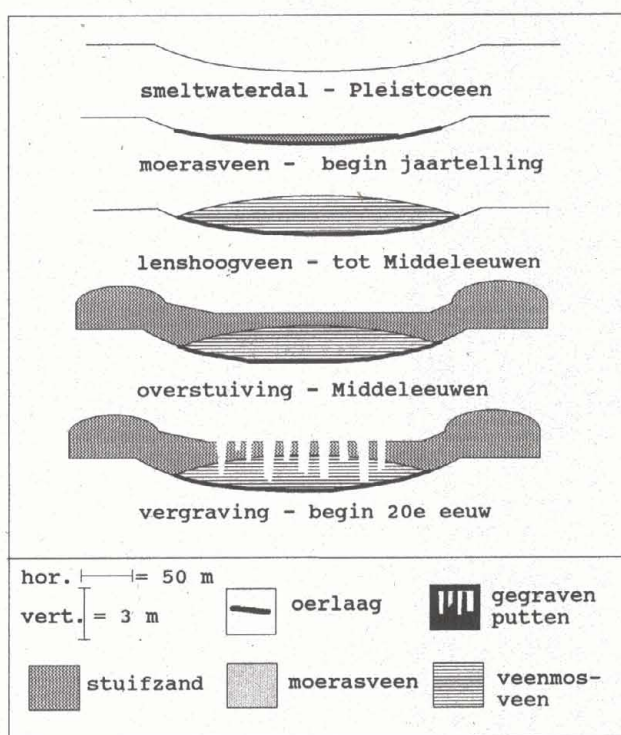 smeltwaterdal - Pleistoceen
moerasveen - begin jaartelling
lenshoogveen - tot Middeleeuwen
overstuiving - Middeleeuwen
vergraving - begin 20e eeuw
hor. = 50 m
vert. = 3 m
oerlaag
gegraven
putten
stuifzand
moerasveen
veenmos-
veen